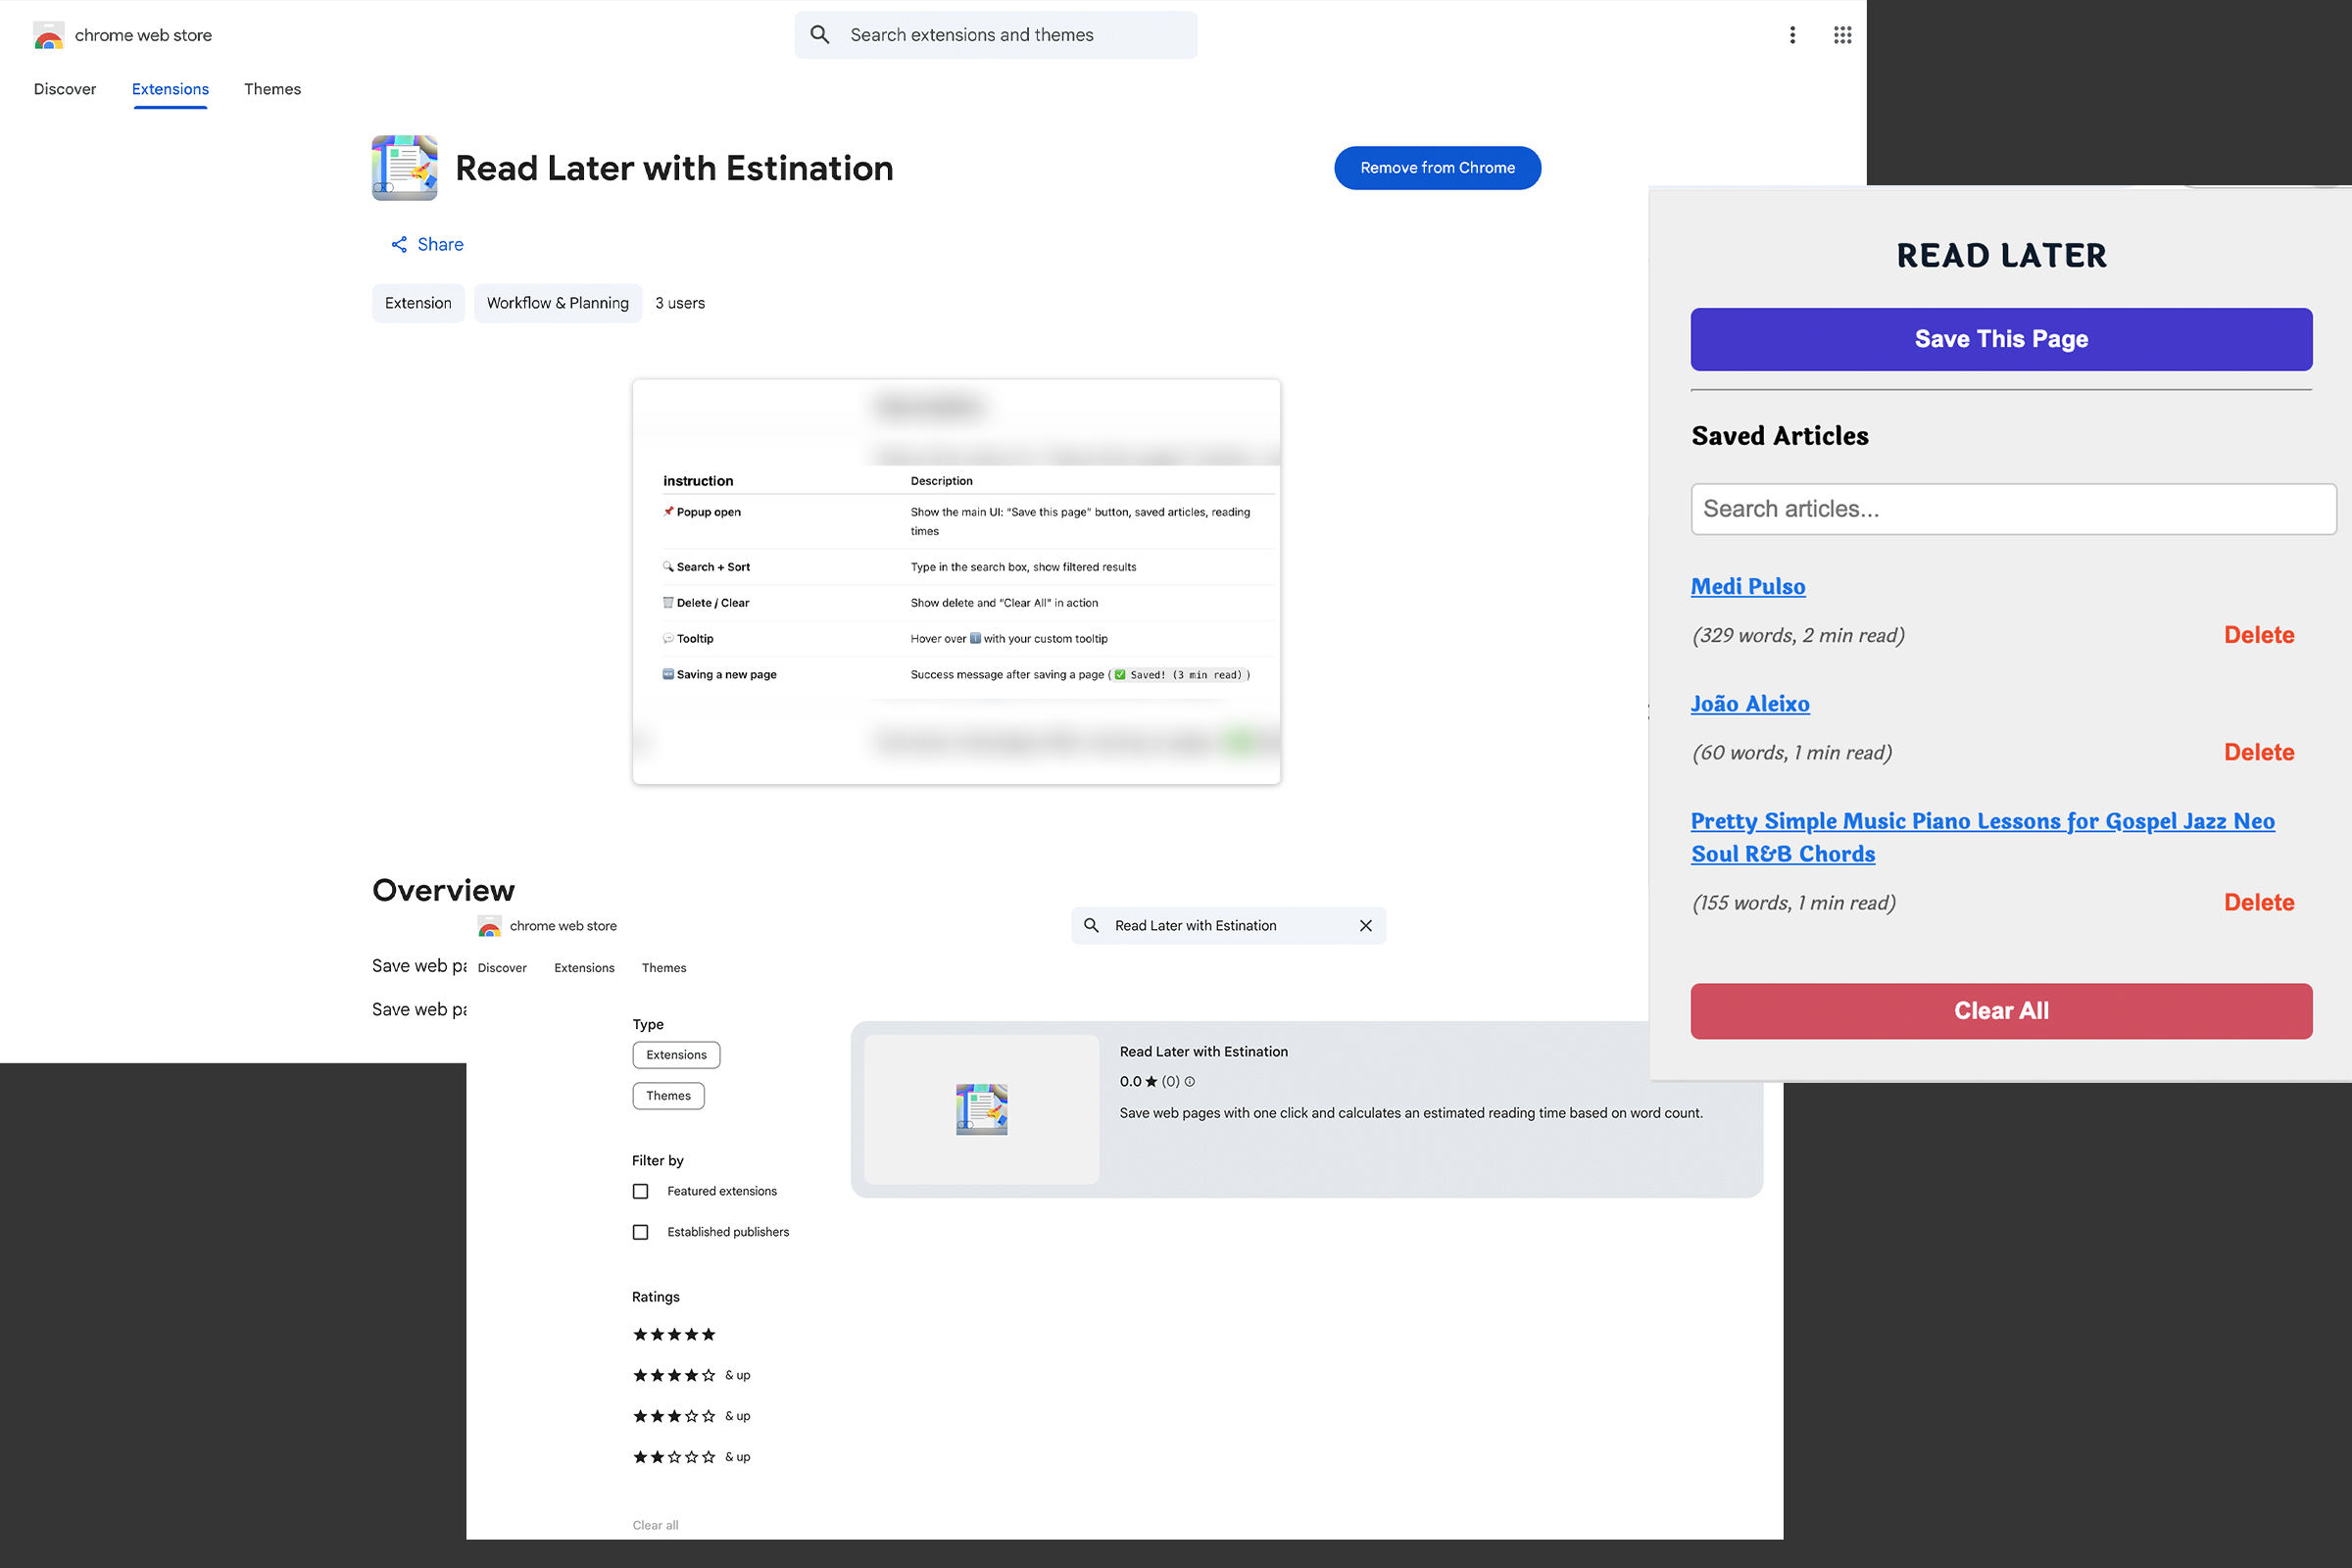 chrome web store
Search extensions and themes
Discover
Extensions
Themes
Read Later with Estination
Remove from Chrome
Share
Extension
Workflow & Planning
3 users
instruction
Description
📌 Popup open
Show the main UI: "Save this page" button, saved articles, reading
times
🔍 Search + Sort
Type in the search box, show filtered results
🗑️ Delete / Clear
Show delete and "Clear All" in action
💬 Tooltip
Hover over ℹ️ with your custom tooltip
🆕 Saving a new page
Success message after saving a page (✅ Saved! (3 min read))
Overview
Save web pa
Save web pa
chrome web store
Read Later with Estination
Discover
Extensions
Themes
Type
Extensions
Themes
Filter by
Featured extensions
Established publishers
Ratings
& up
& up
& up
Clear all
Read Later with Estination
0.0 ★ (0)
Save web pages with one click and calculates an estimated reading time based on word count.
READ LATER
Save This Page
Saved Articles
Search articles...
Medi Pulso
(329 words, 2 min read)
Delete
João Aleixo
(60 words, 1 min read)
Delete
Pretty Simple Music Piano Lessons for Gospel Jazz Neo
Soul R&B Chords
(155 words, 1 min read)
Delete
Clear All